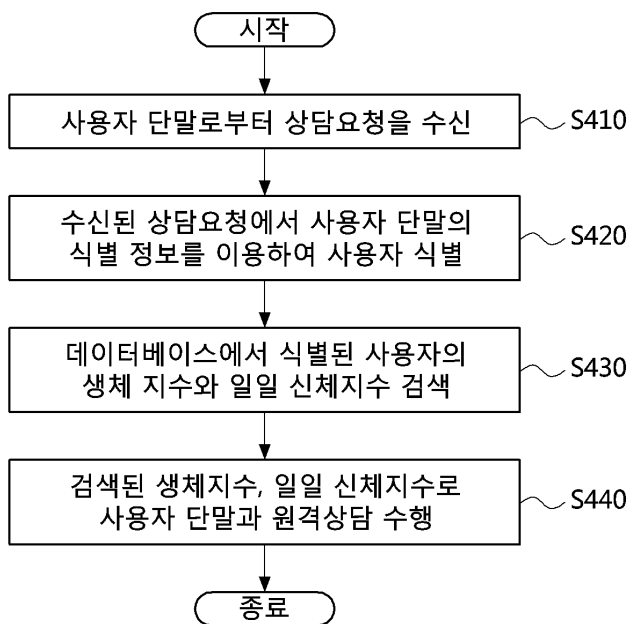 시작
사용자 단말로부터 상담요청을 수신
S410
수신된 상담요청에서 사용자 단말의
식별 정보를 이용하여 사용자 식별
S420
데이터베이스에서 식별된 사용자의
생체 지수와 일일 신체지수 검색
S430
검색된 생체지수, 일일 신체지수로
사용자 단말과 원격상담 수행
S440
종료